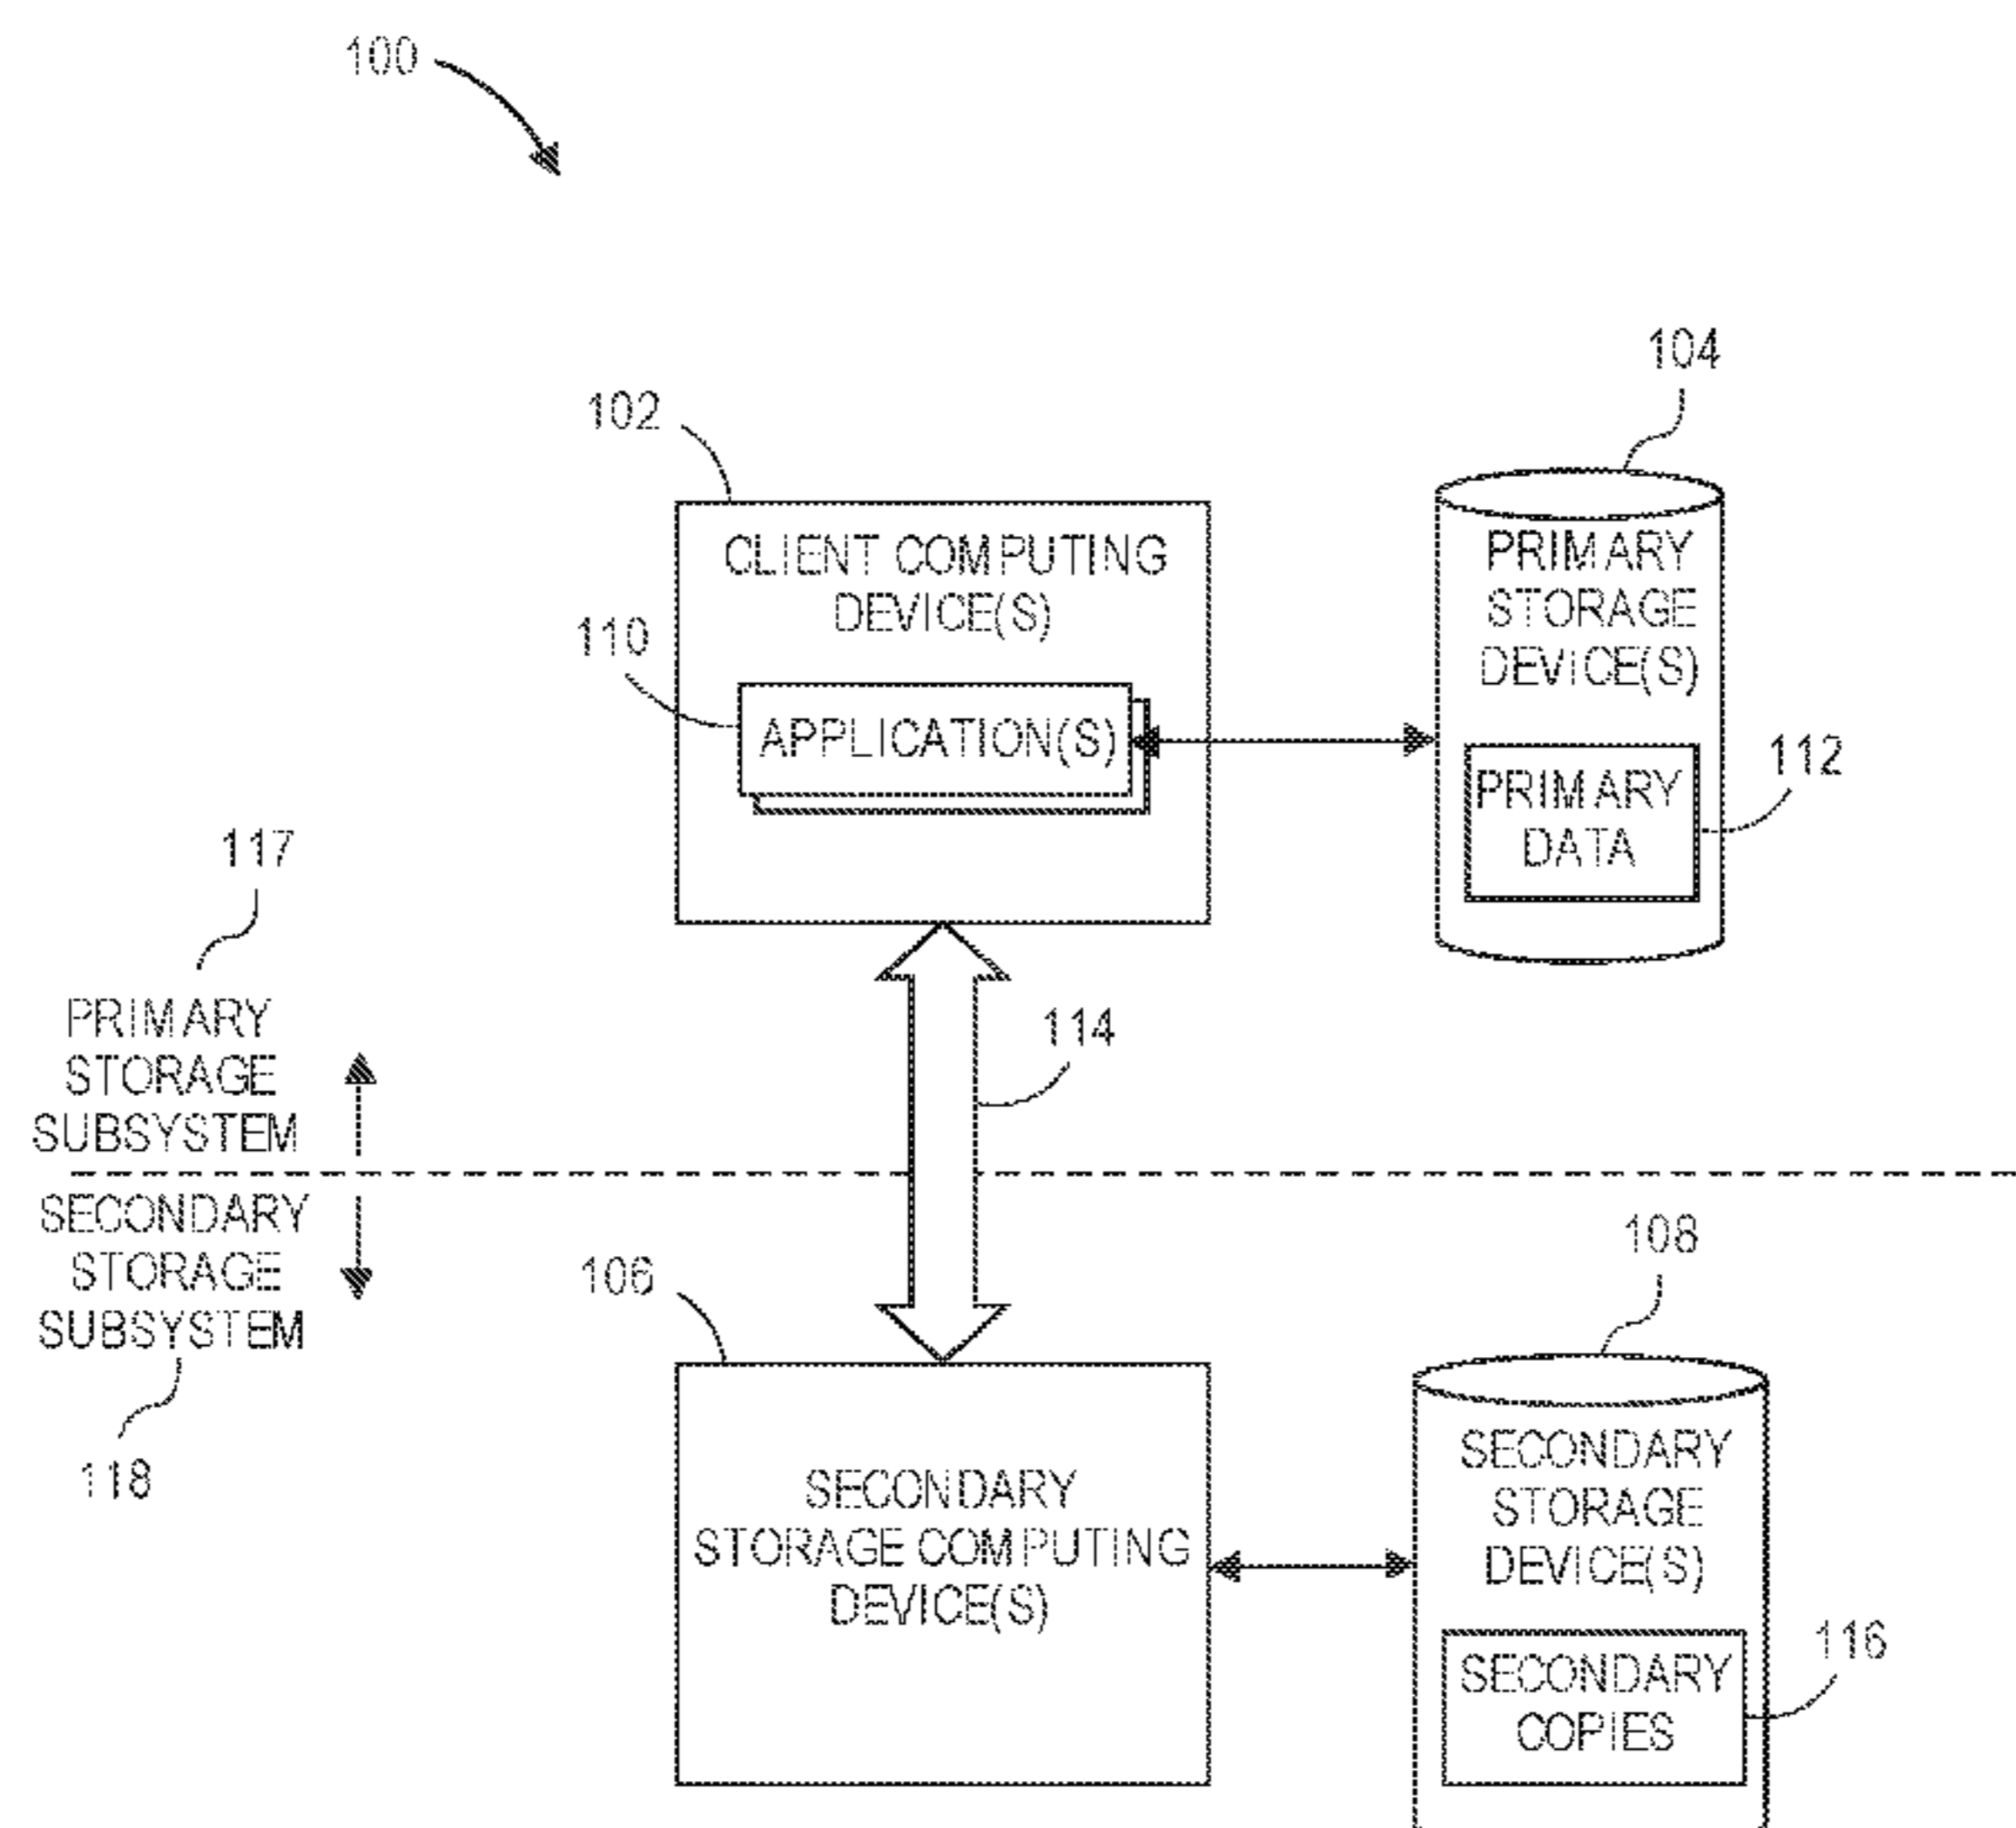 100
104
102
CLIENT COMPUTING
DEVICE(S)
PRIMARY
STORAGE
DEVICE(S)
110
APPLICATION(S)
112
PRIMARY
DATA
117
PRIMARY
STORAGE
SUBSYSTEM
114
SECONDARY
STORAGE
SUBSYSTEM
118
106
108
SECONDARY
STORAGE COMPUTING
DEVICE(S)
SECONDARY
STORAGE
DEVICE(S)
116
SECONDARY
COPIES